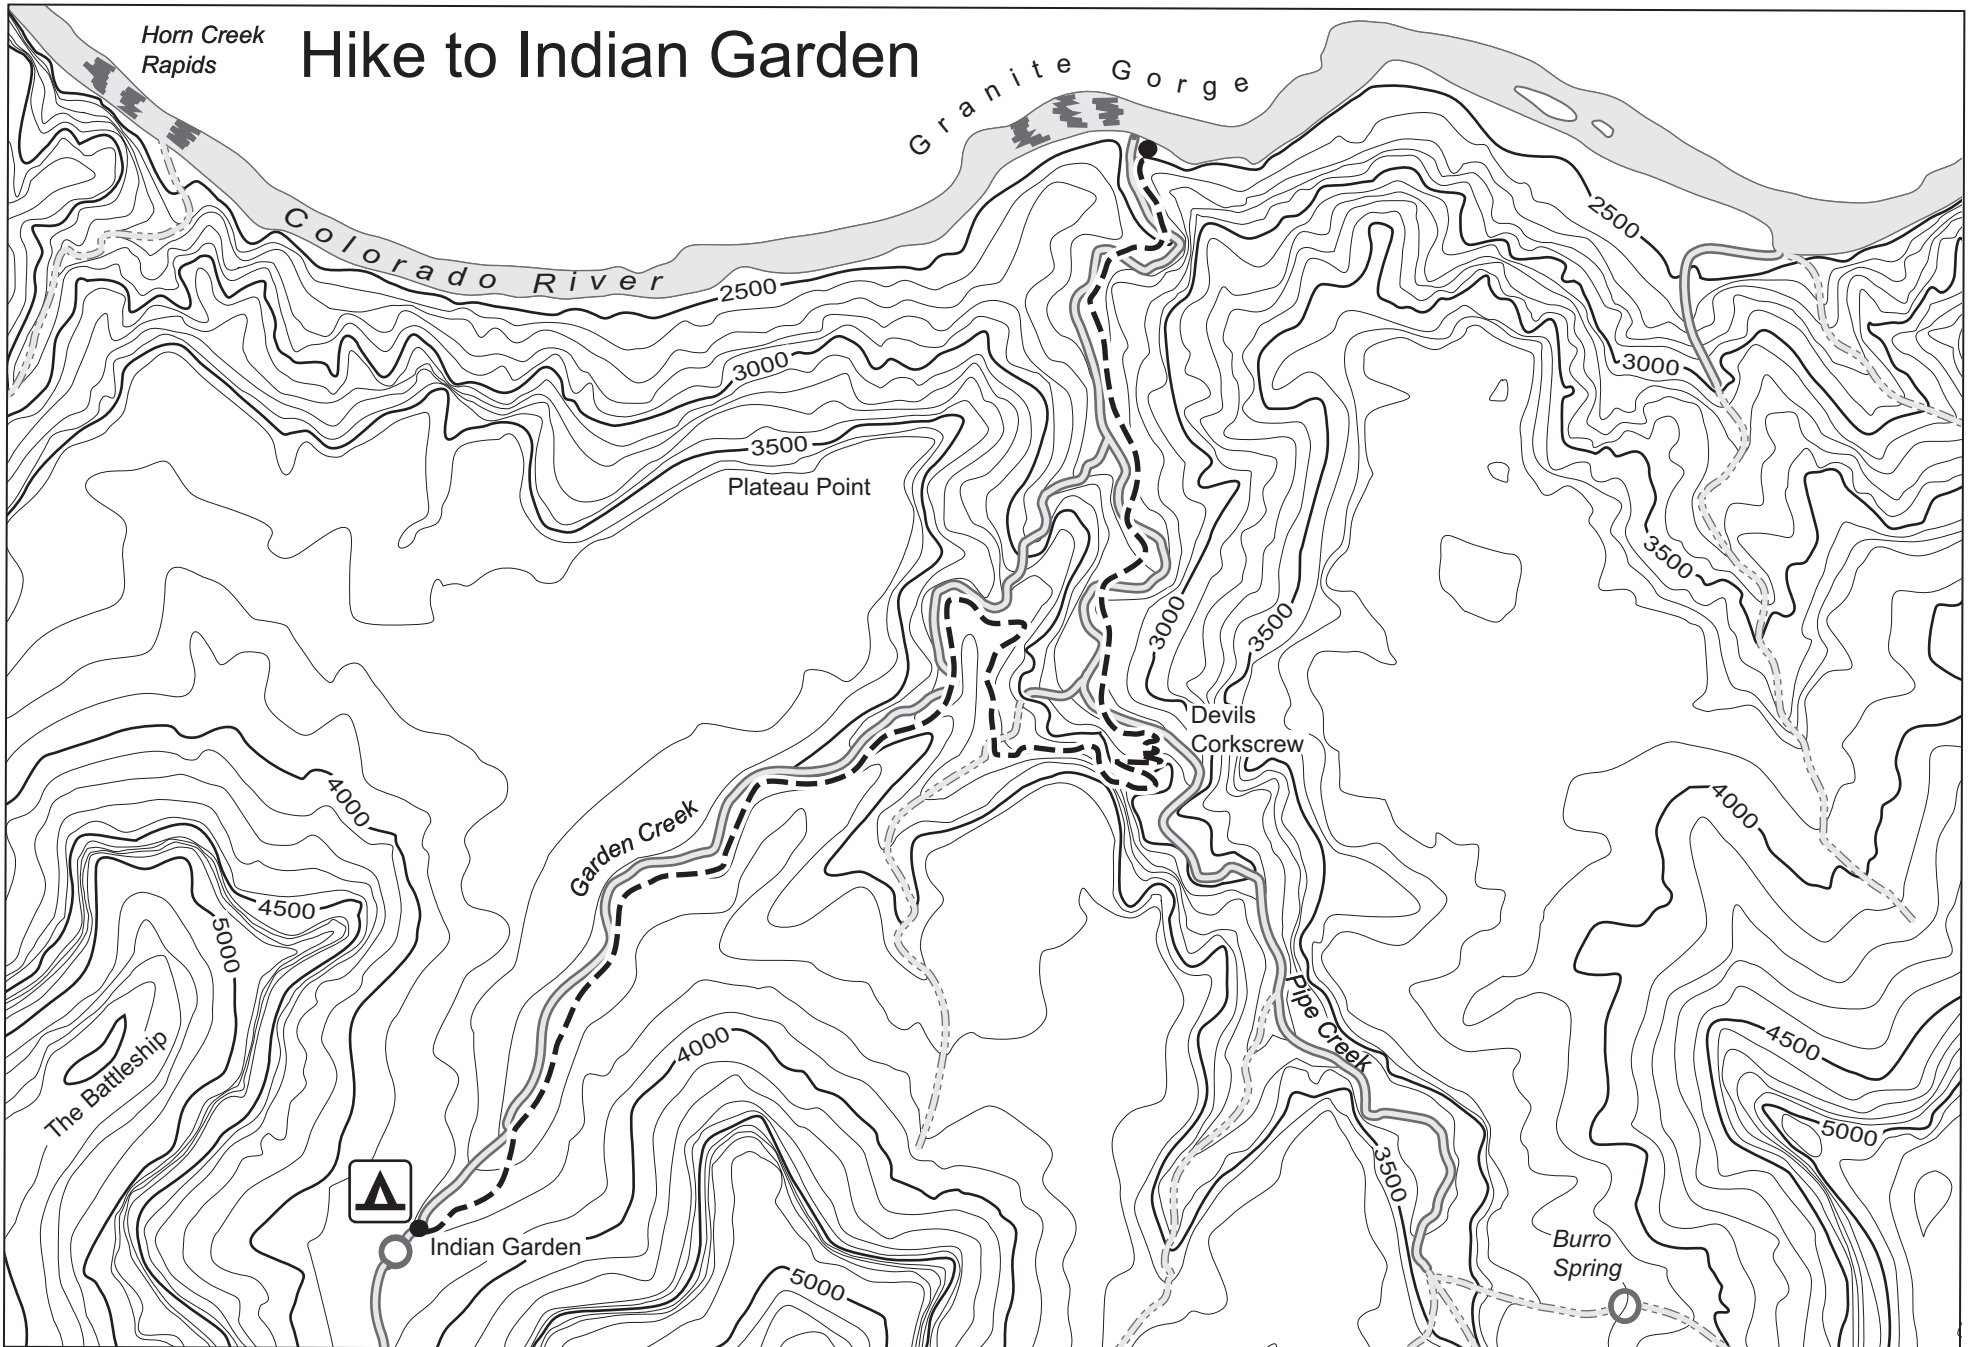 Horn Creek
Rapids
Hike to Indian Garden
Granite Gorge
Colorado River
2500
2500
3000
3000
3500
Plateau Point
3500
3000
3500
Devils
Corkscrew
4000
4000
Garden Creek
4500
5000
Pipe Creek
4000
4500
The Battleship
5000
3500
Indian Garden
Burro
Spring
5000